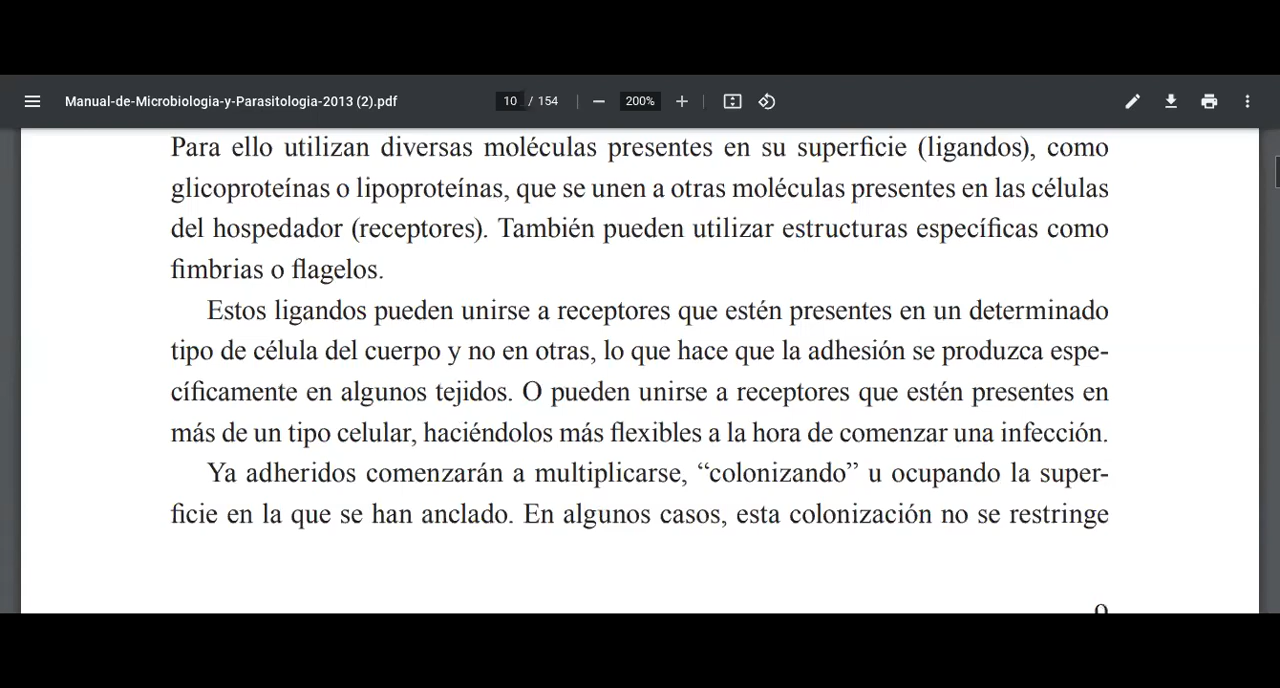 Manual-de-Microbiologia-y-Parasitologia-2013 (2).pdf 10 / 154 200%
Para ello utilizan diversas moléculas presentes en su superficie (ligandos), como
glicoproteínas o lipoproteínas, que se unen a otras moléculas presentes en las células
del hospedador (receptores). También pueden utilizar estructuras específicas como
fimbrias o flagelos.
Estos ligandos pueden unirse a receptores que estén presentes en un determinado
tipo de célula del cuerpo y no en otras, lo que hace que la adhesión se produzca espe-
cíficamente en algunos tejidos. O pueden unirse a receptores que estén presentes en
más de un tipo celular, haciéndolos más flexibles a la hora de comenzar una infección.
Ya adheridos comenzarán a multiplicarse, “colonizando” u ocupando la super-
ficie en la que se han anclado. En algunos casos, esta colonización no se restringe